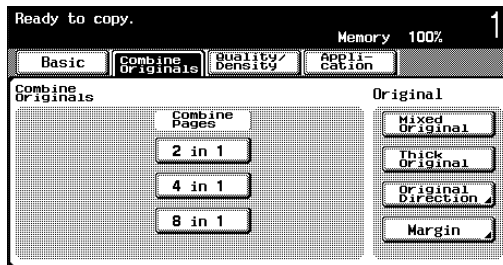 Ready to copy.
Memory 100% 1
Basic
Combine
Originals
Quality/
Density
Appli-
cation
Combine
Originals
Original
Combine
Pages
2 in 1
4 in 1
8 in 1
Mixed
Original
Thick
Original
Original
Direction
Margin